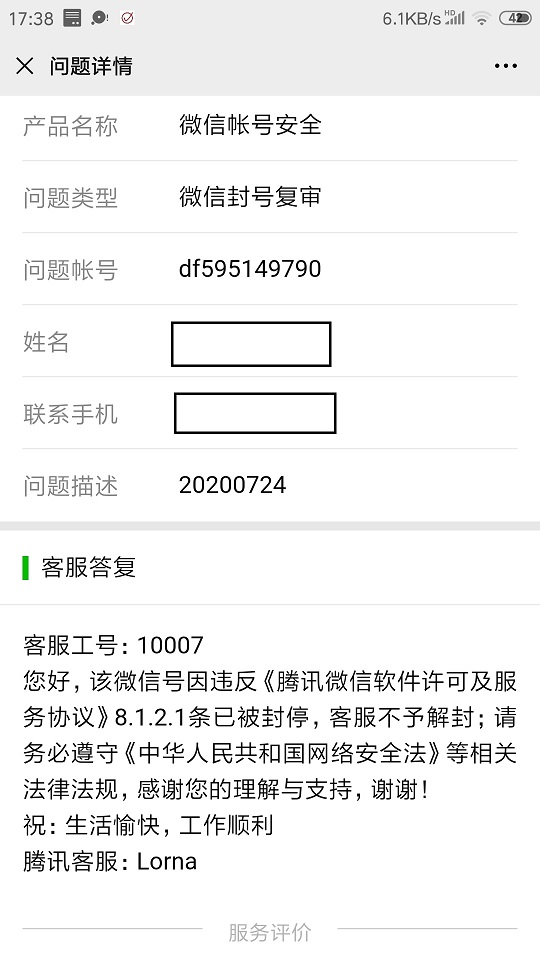 17:38 6.1KB/s HD 42
问题详情
产品名称 微信帐号安全
问题类型 微信封号复审
问题帐号 df595149790
姓名
联系手机
问题描述 20200724
客服答复
客服工号：10007
您好，该微信号因违反《腾讯微信软件许可及服
务协议》8.1.2.1条已被封停，客服不予解封；请
务必遵守《中华人民共和国网络安全法》等相关
法律法规，感谢您的理解与支持，谢谢！
祝：生活愉快，工作顺利
腾讯客服：Lorna
服务评价